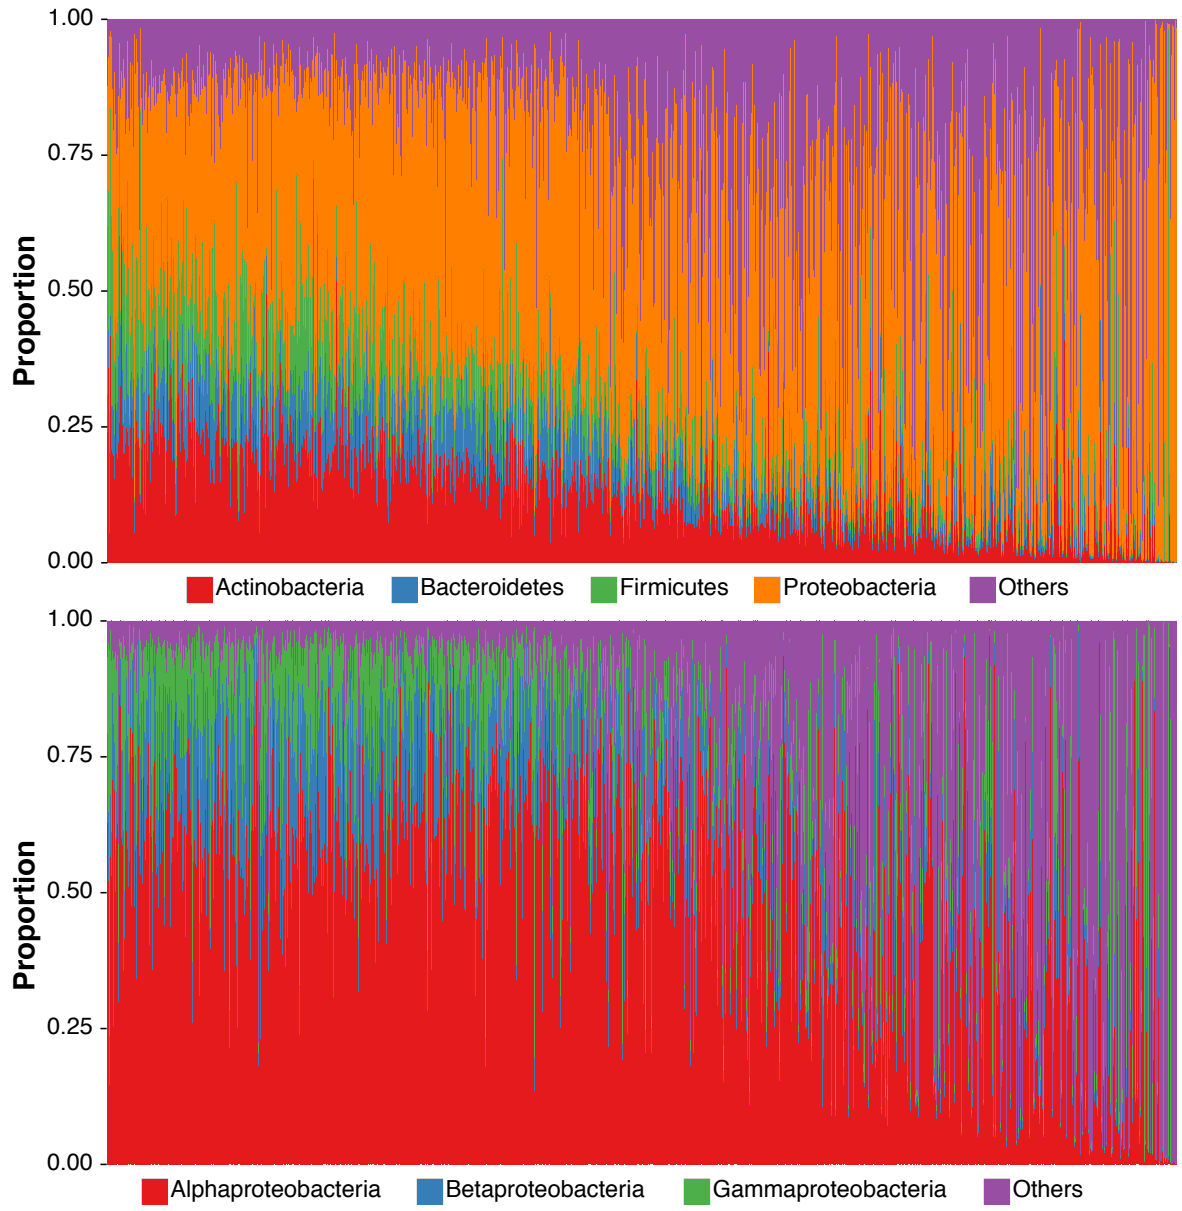 1.00
0.75
0.50
0.25
0.00
Proportion
Actinobacteria Bacteroidetes Firmicutes Proteobacteria Others
1.00
0.75
0.50
0.25
0.00
Proportion
Alphaproteobacteria Betaproteobacteria Gammaproteobacteria Others